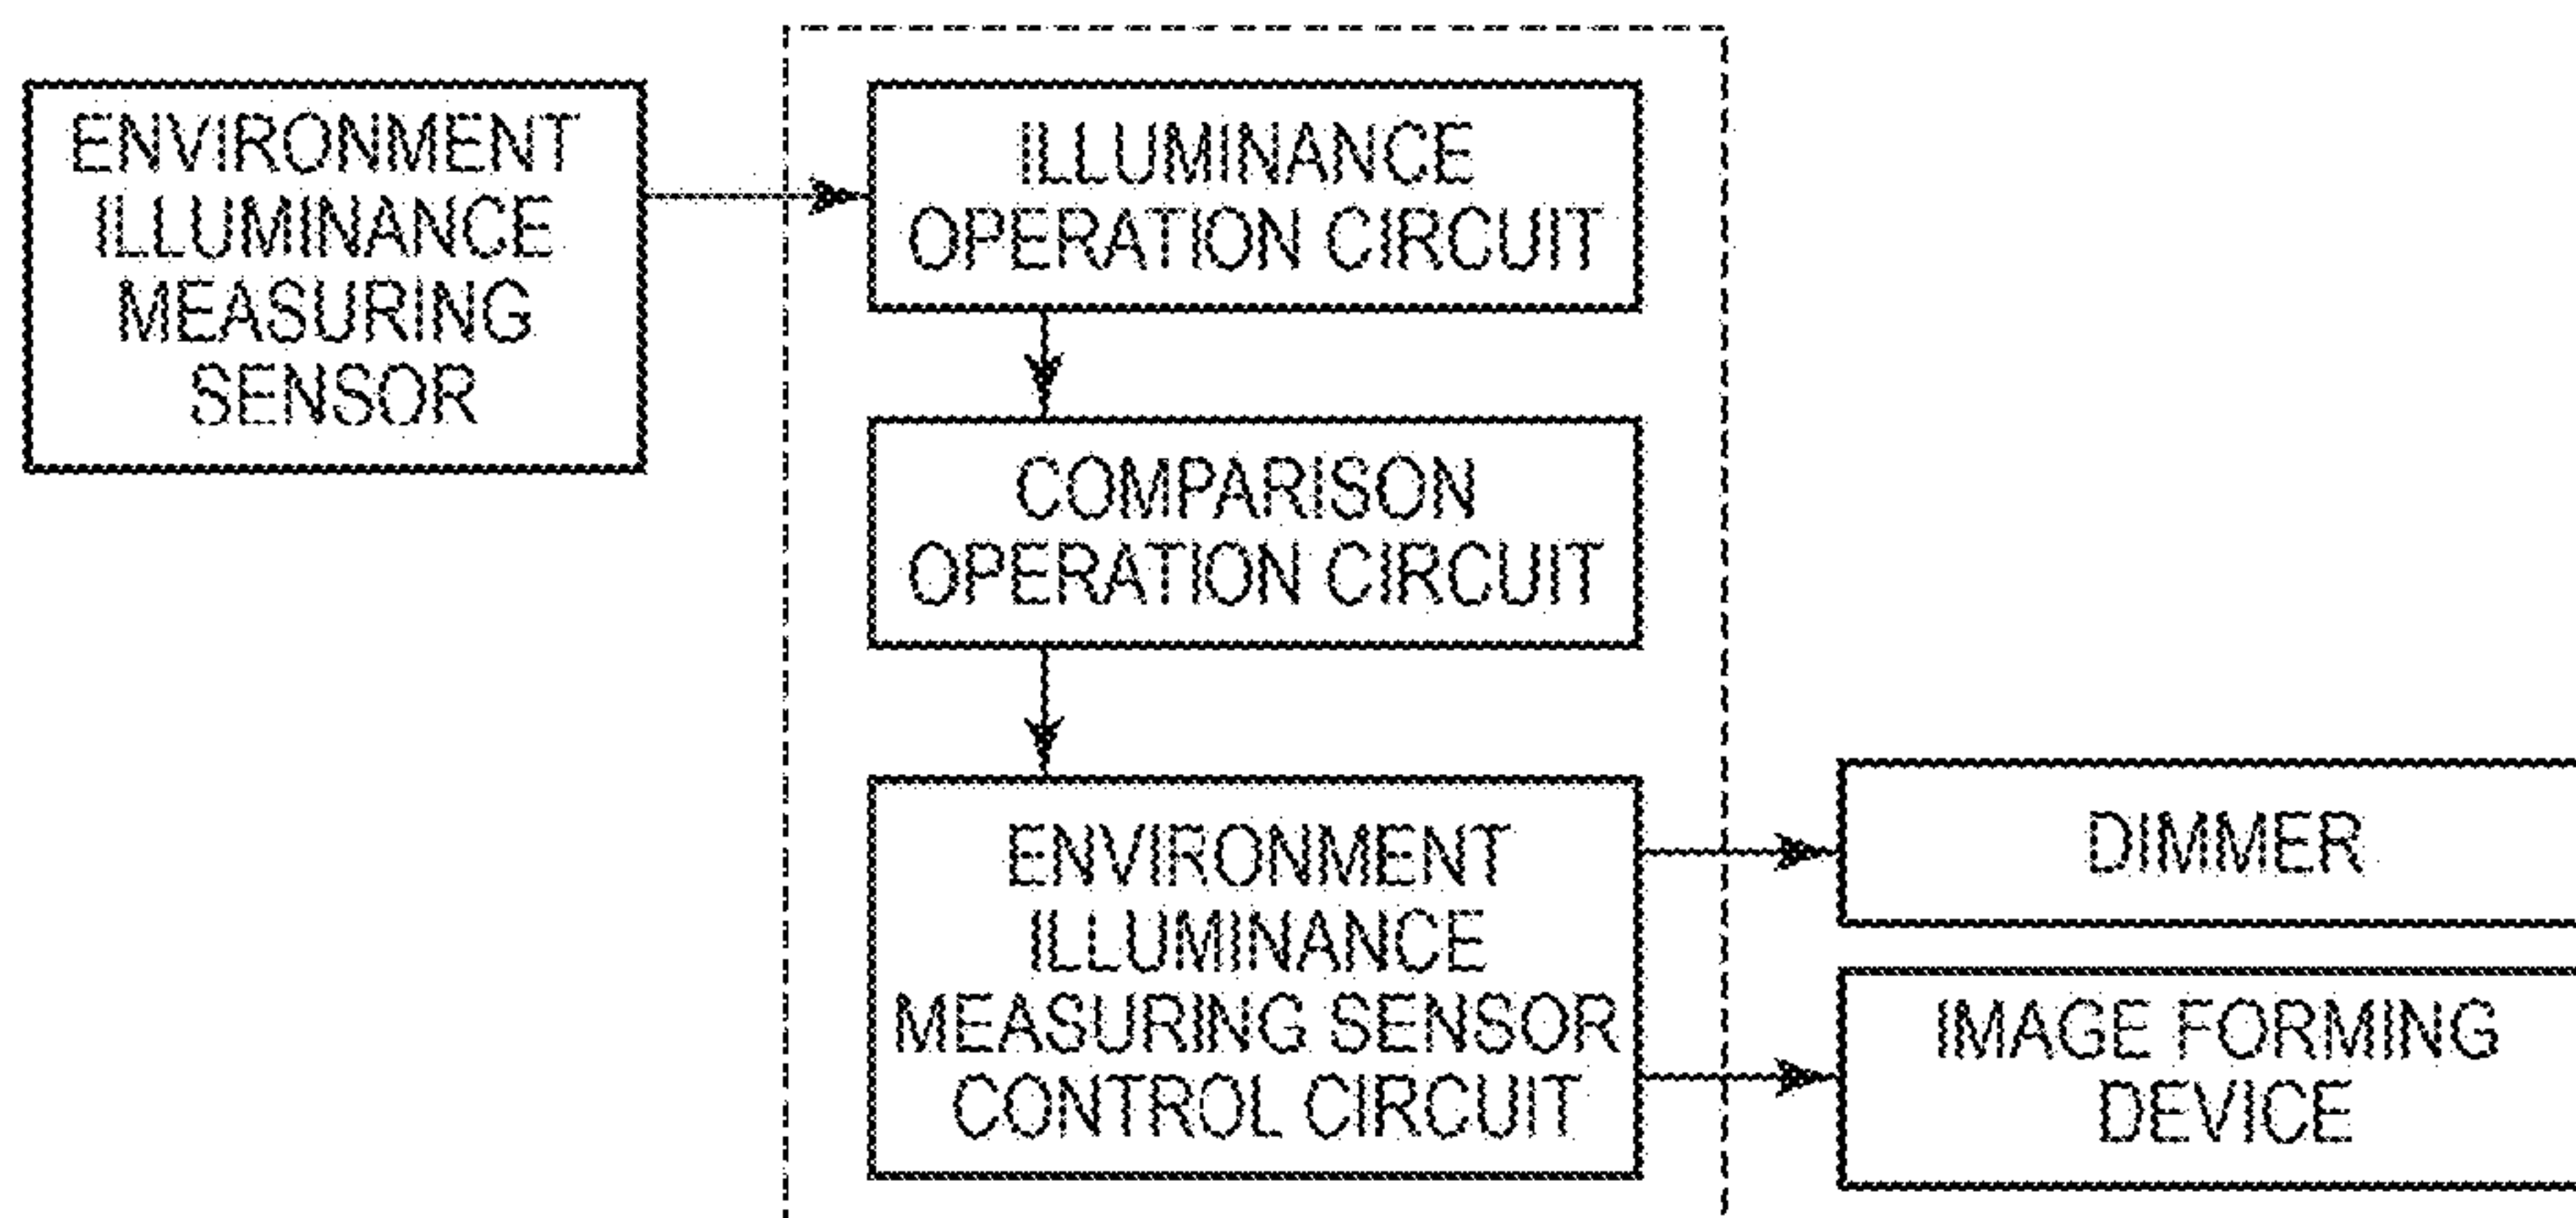 ENVIRONMENT
ILLUMINANCE
MEASURING
SENSOR
ILLUMINANCE
OPERATION CIRCUIT
COMPARISON
OPERATION CIRCUIT
ENVIRONMENT
ILLUMINANCE
MEASURING SENSOR
CONTROL CIRCUIT
DIMMER
IMAGE FORMING
DEVICE